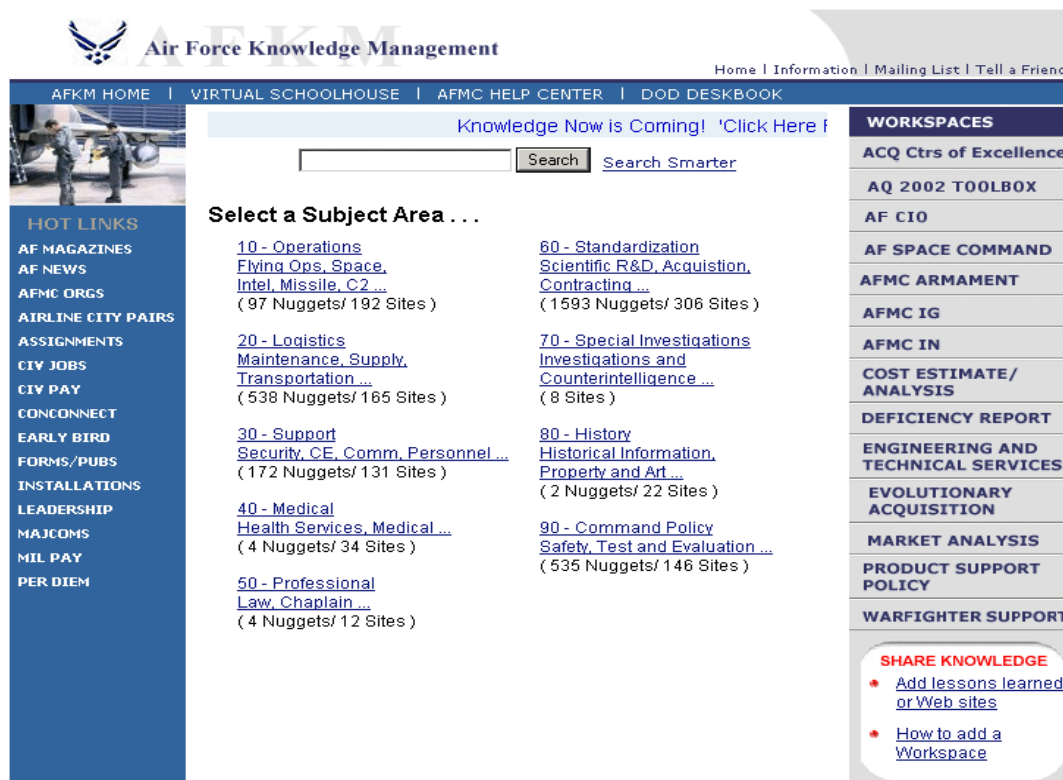 AFKM
Air Force Knowledge Management
Home | Information | Mailing List | Tell a Friend
AFKM HOME | VIRTUAL SCHOOLHOUSE | AFMC HELP CENTER | DOD DESKBOOK
Knowledge Now is Coming! 'Click Here
Search Search Smarter
HOT LINKS
AF MAGAZINES
AF NEWS
AFMC ORGS
AIRLINE CITY PAIRS
ASSIGNMENTS
CIV JOBS
CIV PAY
CONCONNECT
EARLY BIRD
FORMS/PUBS
INSTALLATIONS
LEADERSHIP
MAJCOMS
MIL PAY
PER DIEM
Select a Subject Area . . .
10 - Operations
Flying Ops, Space,
Intel, Missile, C2 ...
( 97 Nuggets/ 192 Sites )
20 - Logistics
Maintenance, Supply,
Transportation ...
( 538 Nuggets/ 165 Sites )
30 - Support
Security, CE, Comm, Personnel ...
( 172 Nuggets/ 131 Sites )
40 - Medical
Health Services, Medical ...
( 4 Nuggets/ 34 Sites )
50 - Professional
Law, Chaplain ...
( 4 Nuggets/ 12 Sites )
60 - Standardization
Scientific R&D, Acquistion,
Contracting ...
( 1593 Nuggets/ 306 Sites )
70 - Special Investigations
Investigations and
Counterintelligence ...
( 8 Sites )
80 - History
Historical Information,
Property and Art ...
( 2 Nuggets/ 22 Sites )
90 - Command Policy
Safety, Test and Evaluation ...
( 535 Nuggets/ 146 Sites )
WORKSPACES
ACQ Ctrs of Excellence
AQ 2002 TOOLBOX
AF CIO
AF SPACE COMMAND
AFMC ARMAMENT
AFMC IG
AFMC IN
COST ESTIMATE/
ANALYSIS
DEFICIENCY REPORT
ENGINEERING AND
TECHNICAL SERVICES
EVOLUTIONARY
ACQUISITION
MARKET ANALYSIS
PRODUCT SUPPORT
POLICY
WARFIGHTER SUPPORT
SHARE KNOWLEDGE
Add lessons learned
or Web sites
How to add a
Workspace